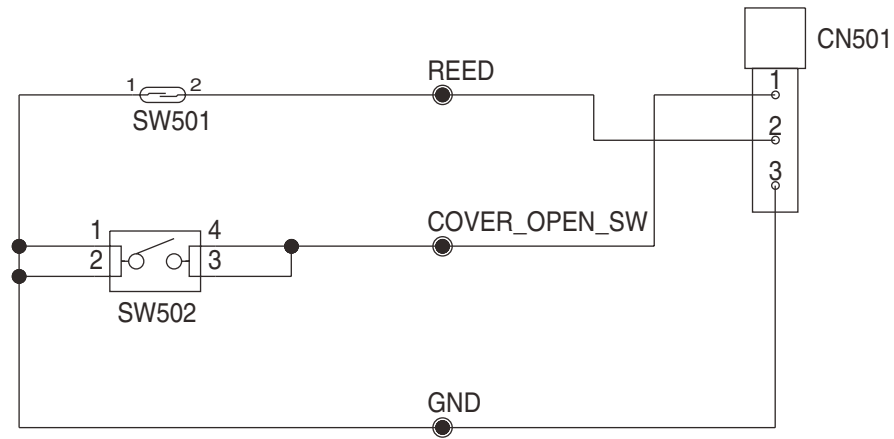 CN501
REED
1 2
SW501
1
2
3
COVER_OPEN_SW
1 4
2 3
SW502
GND